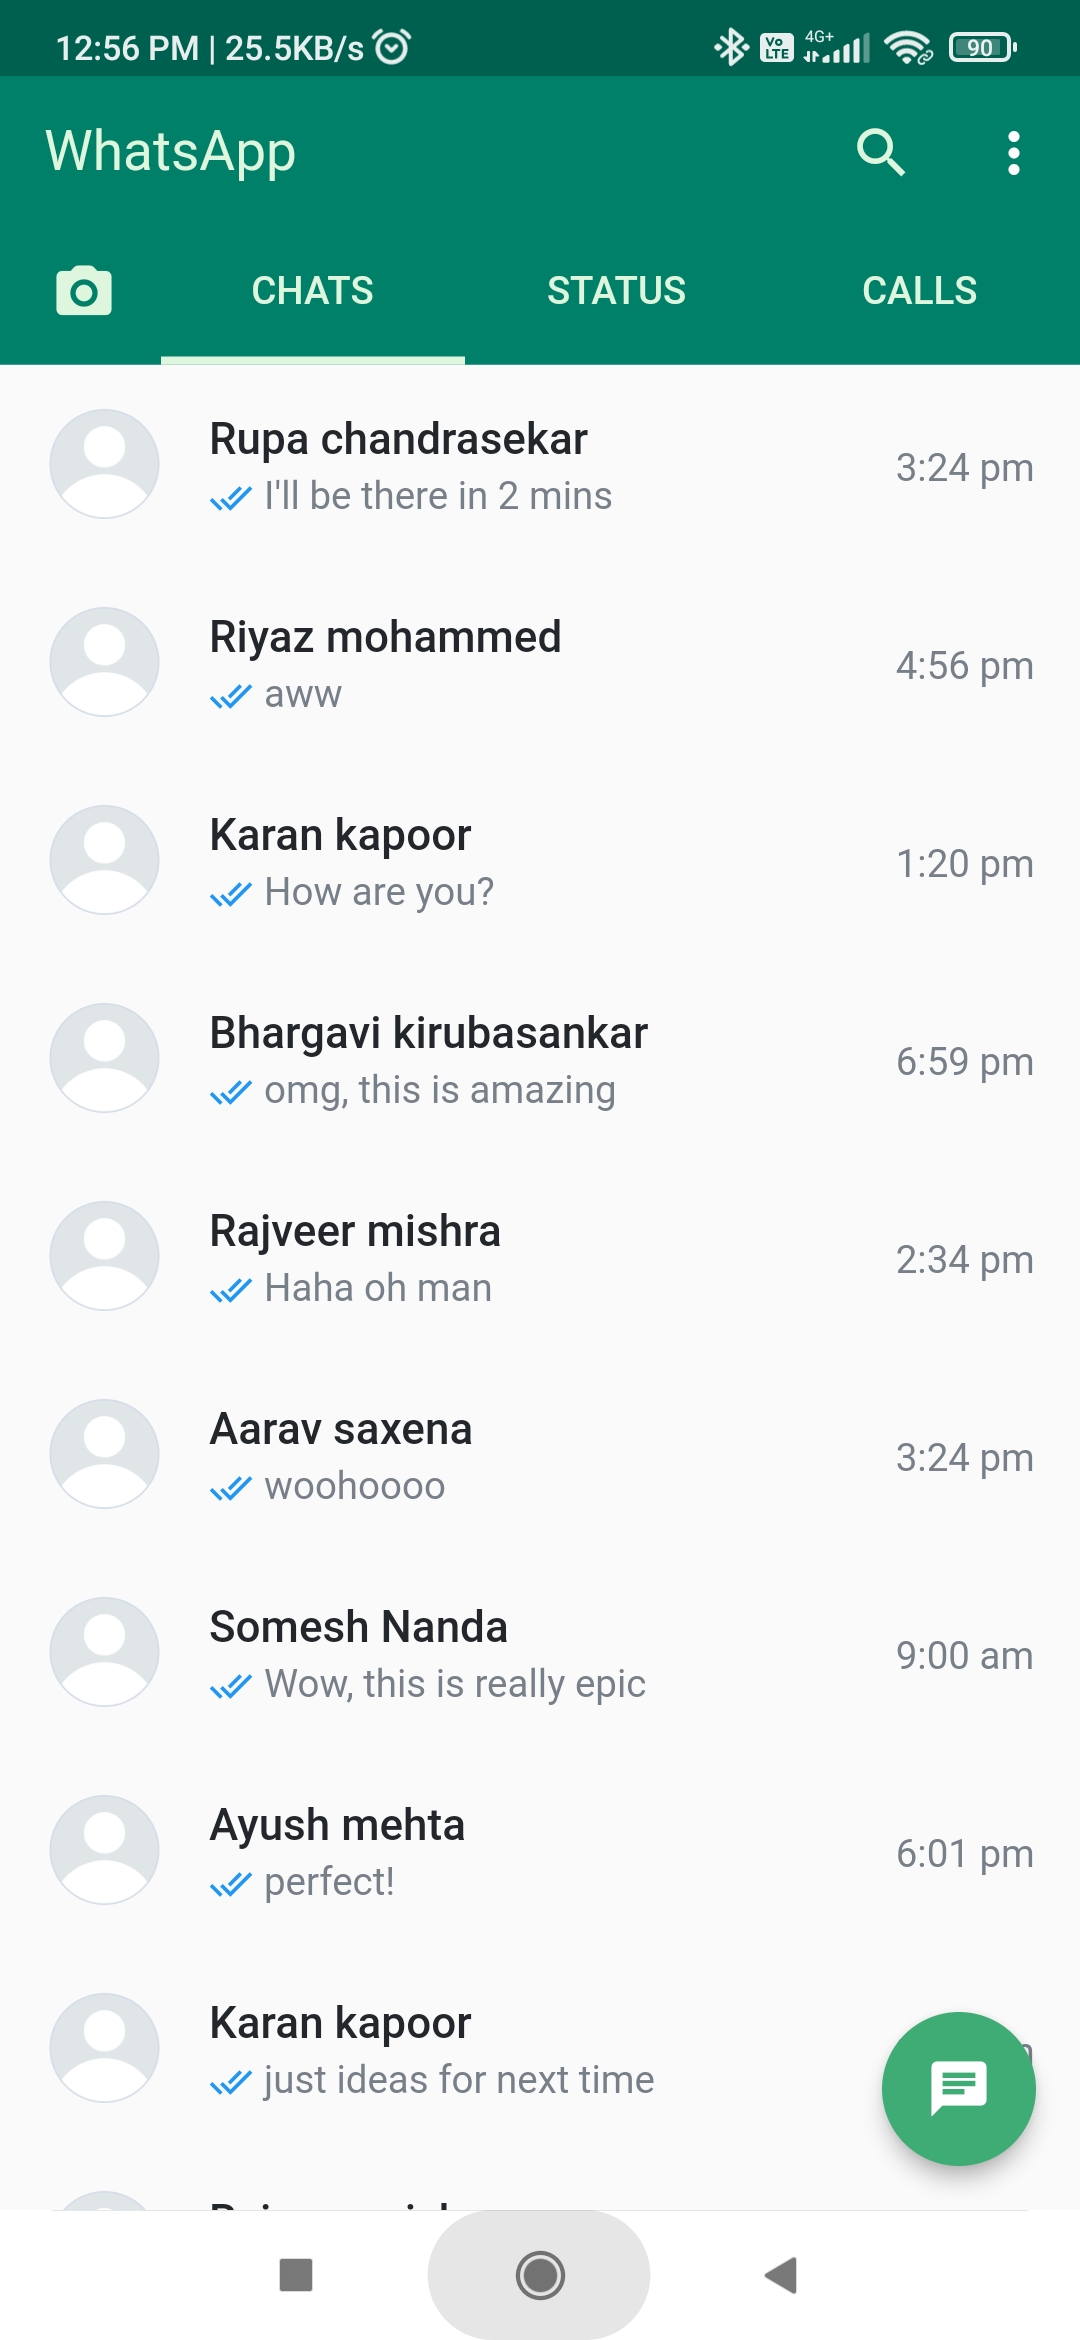 12:56 PM | 25.5KB/s
Vo LTE
4G+
90
WhatsApp
CHATS STATUS CALLS
Rupa chandrasekar
I'll be there in 2 mins
3:24 pm
Riyaz mohammed
aww
4:56 pm
Karan kapoor
How are you?
1:20 pm
Bhargavi kirubasankar
omg, this is amazing
6:59 pm
Rajveer mishra
Haha oh man
2:34 pm
Aarav saxena
woohoooo
3:24 pm
Somesh Nanda
Wow, this is really epic
9:00 am
Ayush mehta
perfect!
6:01 pm
Karan kapoor
just ideas for next time